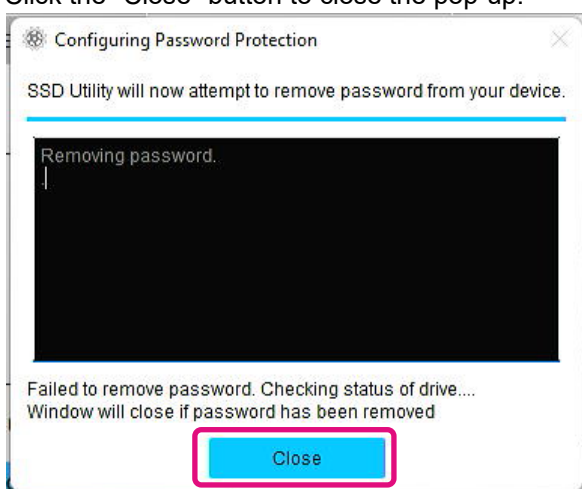 Click the "Close" button to close the pop-up.
Configuring Password Protection
SSD Utility will now attempt to remove password from your device.
Removing password.
.
Failed to remove password. Checking status of drive....
Window will close if password has been removed
Close